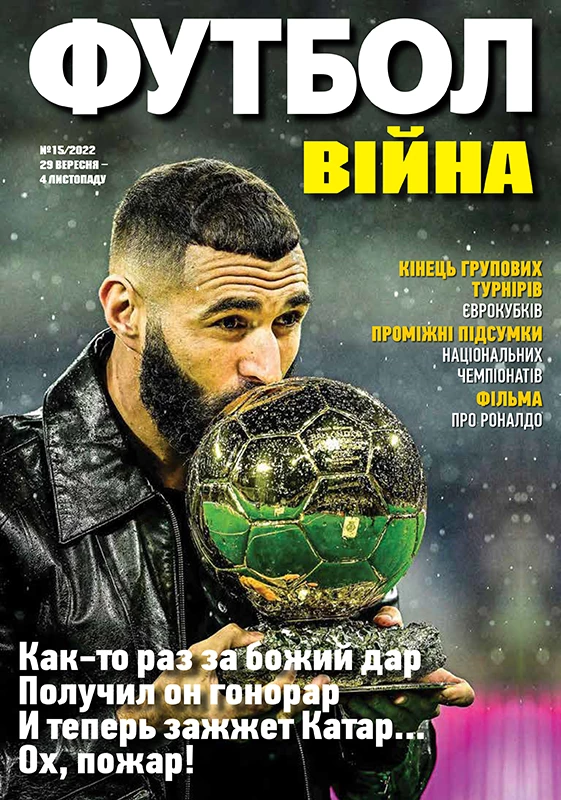 ФУТБОЛ
ВІЙНА
№15/2022
29 ВЕРЕСНЯ –
4 ЛИСТОПАДУ
КІНЕЦЬ ГРУПОВИХ
ТУРНІРІВ
ЄВРОКУБКІВ
ПРОМІЖНІ ПІДСУМКИ
НАЦІОНАЛЬНИХ
ЧЕМПІОНАТІВ
ФІЛЬМА
ПРО РОНАЛДО
Как-то раз за божий дар
Получил он гонорар
И теперь зажжет Катар...
Ох, пожар!